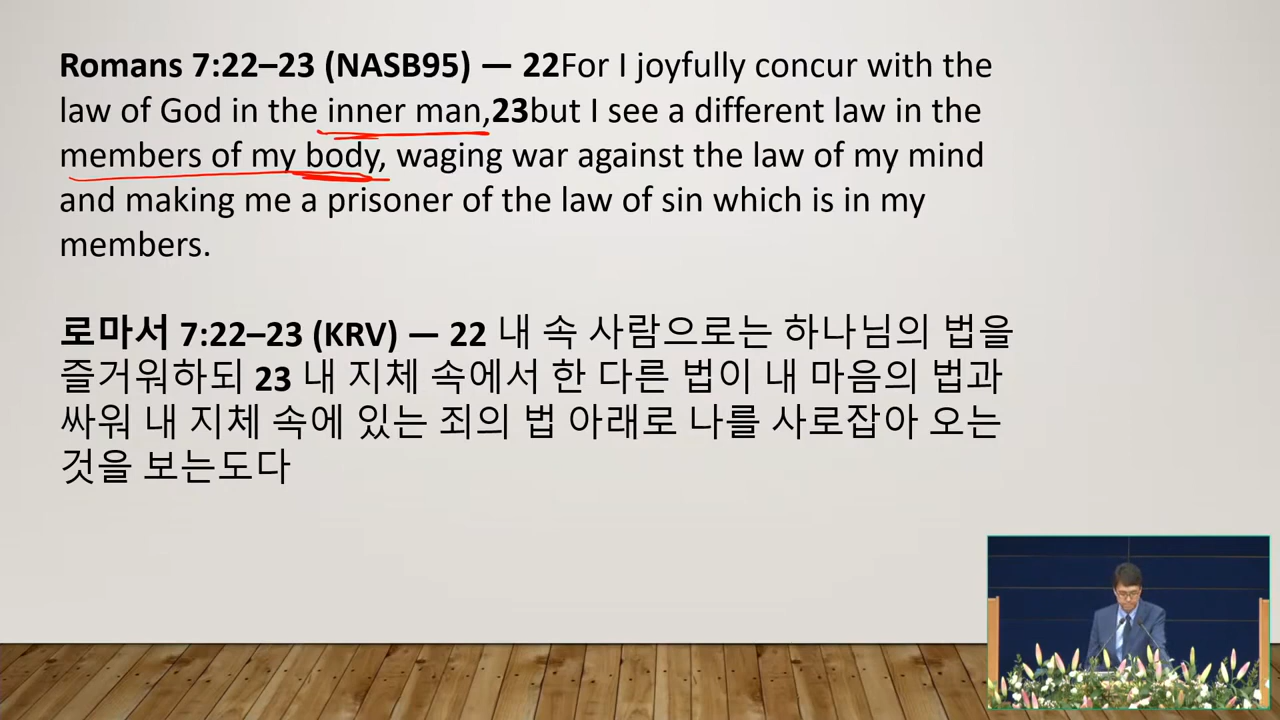 Romans 7:22–23 (NASB95) — 22For I joyfully concur with the
law of God in the inner man,23but I see a different law in the
members of my body, waging war against the law of my mind
and making me a prisoner of the law of sin which is in my
members.
로마서 7:22–23 (KRV) — 22 내 속 사람으로는 하나님의 법을
즐거워하되 23 내 지체 속에서 한 다른 법이 내 마음의 법과
싸워 내 지체 속에 있는 죄의 법 아래로 나를 사로잡아 오는
것을 보는도다